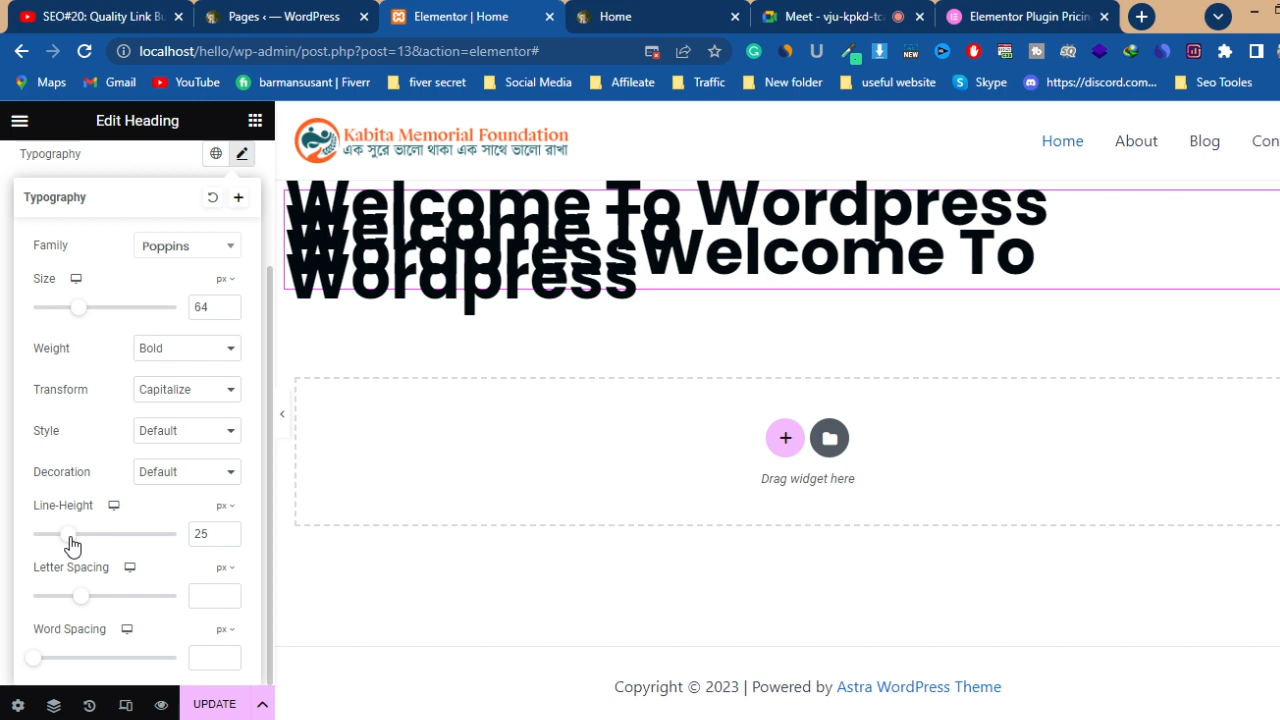 SEO#20: Quality Link Bu
Pages ‹ — WordPress
Elementor | Home
Home
Meet - vju-kpkd-tc
Elementor Plugin Pricin
localhost/hello/wp-admin/post.php?post=13&action=elementor#
Maps
Gmail
YouTube
barmansusant | Fiverr
fiver secret
Social Media
Affileate
Traffic
New folder
useful website
Skype
https://discord.com...
Seo Tooles
Edit Heading
Typography
Typography
Family
Poppins
Size
px
64
Weight
Bold
Transform
Capitalize
Style
Default
Decoration
Default
Line-Height
px
25
Letter Spacing
px
Word Spacing
px
UPDATE
Kabita Memorial Foundation
এক সুরে ভালো থাকা এক সাথে ভালো রাখা
Home
About
Blog
Con
Welcome To Wordpress
Welcome To
WordpressWelcome To
Wordpress
Drag widget here
Copyright © 2023 | Powered by Astra WordPress Theme